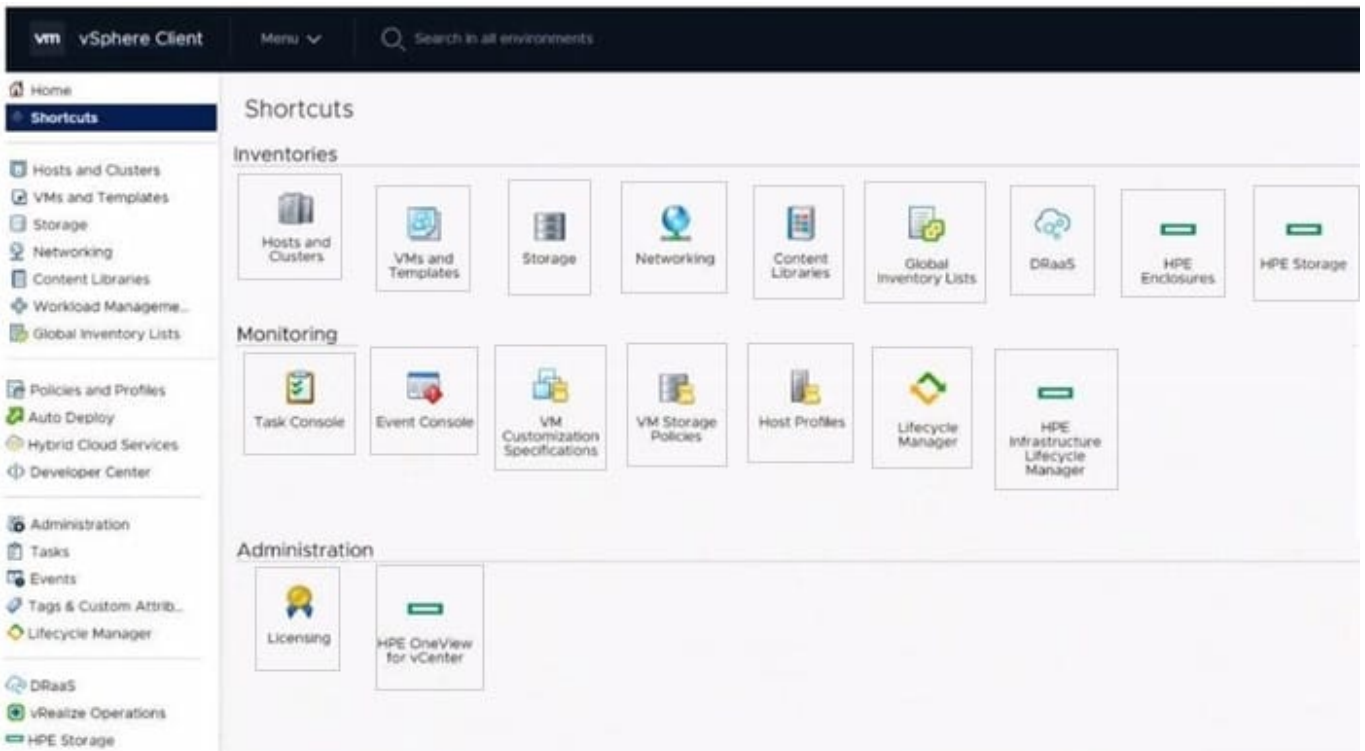 vm vSphere Client Menu Search in all environments
Home
Shortcuts
Hosts and Clusters
VMs and Templates
Storage
Networking
Content Libraries
Workload Manageme...
Global Inventory Lists
Policies and Profiles
Auto Deploy
Hybrid Cloud Services
Developer Center
Administration
Tasks
Events
Tags & Custom Attrib...
Lifecycle Manager
DRaaS
vRealize Operations
HPE Storage
Shortcuts
Inventories
Hosts and
Clusters
VMs and
Templates
Storage
Networking
Content
Libraries
Global
Inventory Lists
DRaaS
HPE
Enclosures
HPE Storage
Monitoring
Task Console
Event Console
VM
Customization
Specifications
VM Storage
Policies
Host Profiles
Lifecycle
Manager
HPE
Infrastructure
Lifecycle
Manager
Administration
Licensing
HPE OneView
for vCenter